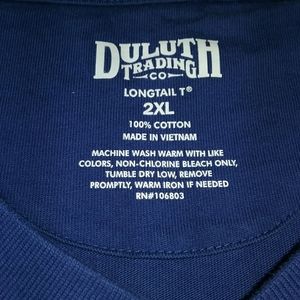 DULUTH
TRADING
CO
LONGTAIL T®
2XL
100% COTTON
MADE IN VIETNAM
MACHINE WASH WARM WITH LIKE
COLORS, NON-CHLORINE BLEACH ONLY,
TUMBLE DRY LOW, REMOVE
PROMPTLY, WARM IRON IF NEEDED
RN#106803